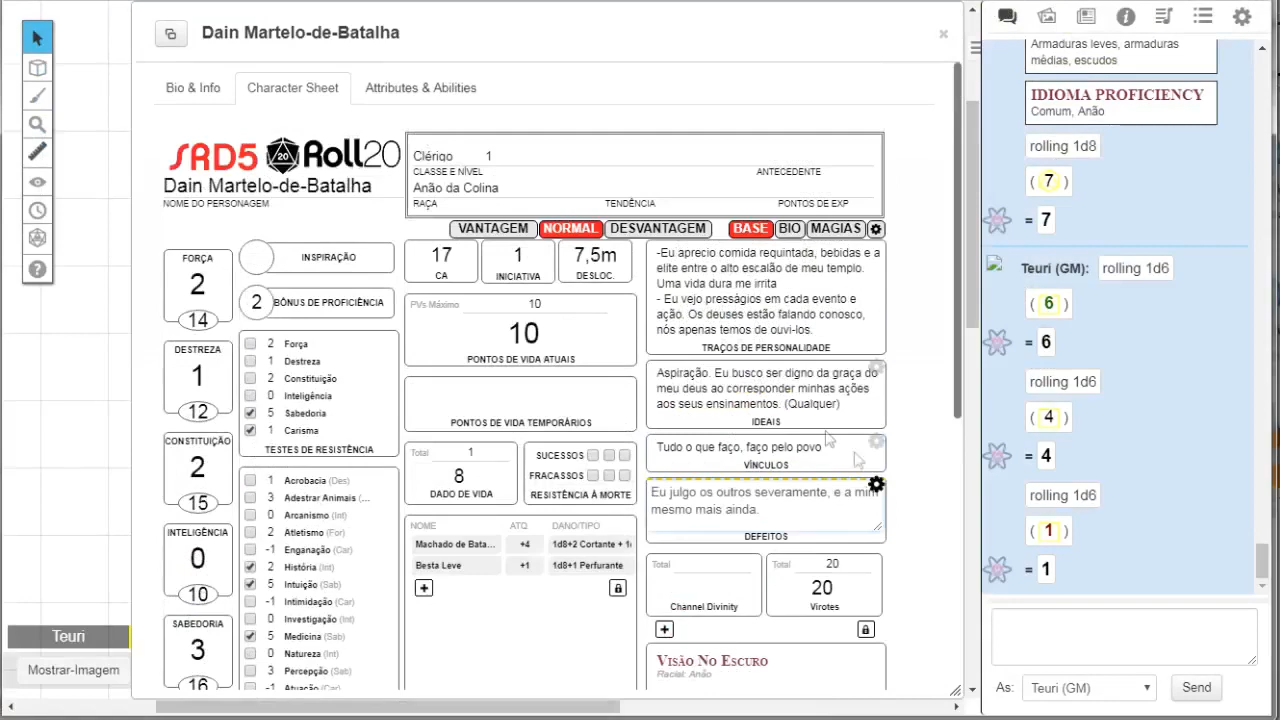 Dain Martelo-de-Batalha
Bio & Info
Character Sheet
Attributes & Abilities
SRD5 20 Roll20
Dain Martelo-de-Batalha
NOME DO PERSONAGEM
Clérigo 1
CLASSE E NÍVEL
ANTECEDENTE
Anão da Colina
RAÇA
TENDÊNCIA
PONTOS DE EXP
VANTAGEM
NORMAL
DESVANTAGEM
BASE
BIO
MAGIAS
FORÇA
2
14
DESTREZA
1
12
CONSTITUIÇÃO
2
15
INTELIGÊNCIA
0
10
SABEDORIA
3
16
INSPIRAÇÃO
2 BÔNUS DE PROFICIÊNCIA
2 Força
1 Destreza
2 Constituição
0 Inteligência
5 Sabedoria
1 Carisma
TESTES DE RESISTÊNCIA
1 Acrobacia (Des)
3 Adestrar Animais (...
0 Arcanismo (Int)
2 Atletismo (For)
-1 Enganação (Car)
2 História (Int)
5 Intuição (Sab)
-1 Intimidação (Car)
0 Investigação (Int)
5 Medicina (Sab)
0 Natureza (Int)
3 Percepção (Sab)
-1 Atuação (Car)
17
CA
1
INICIATIVA
7,5m
DESLOC.
PVs Máximo 10
10
PONTOS DE VIDA ATUAIS
PONTOS DE VIDA TEMPORÁRIOS
Total 1
8
DADO DE VIDA
SUCESSOS
FRACASSOS
RESISTÊNCIA À MORTE
NOME ATQ DANO/TIPO
Machado de Bata... +4 1d8+2 Cortante + 1
Besta Leve +1 1d8+1 Perfurante
-Eu aprecio comida requintada, bebidas e a
elite entre o alto escalão de meu templo.
Uma vida dura me irrita
- Eu vejo presságios em cada evento e
ação. Os deuses estão falando conosco,
nós apenas temos de ouvi-los.
TRAÇOS DE PERSONALIDADE
Aspiração. Eu busco ser digno da graça do
meu deus ao corresponder minhas ações
aos seus ensinamentos. (Qualquer)
IDEAIS
Tudo o que faço, faço pelo povo
VÍNCULOS
Eu julgo os outros severamente, e a mim
mesmo mais ainda.
DEFEITOS
Total
Channel Divinity
Total 20
20
Virotes
VISÃO NO ESCURO
Racial: Anão
Teuri
Mostrar-Imagem
Armaduras leves, armaduras
médias, escudos
IDIOMA PROFICIENCY
Comum, Anão
rolling 1d8
( 7 )
= 7
Teuri (GM): rolling 1d6
( 6 )
= 6
rolling 1d6
( 4 )
= 4
rolling 1d6
( 1 )
= 1
As: Teuri (GM)
Send